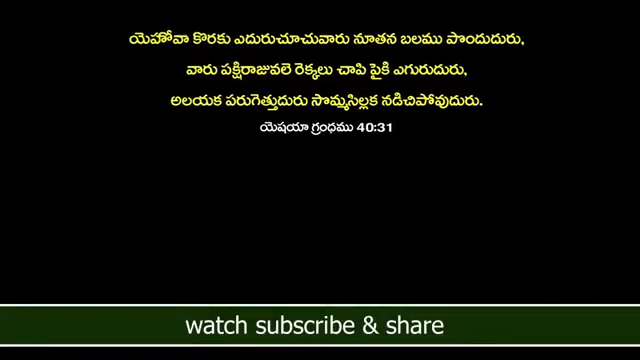 యెహోవా కొరకు ఎదురుచూచువారు నూతన బలము పొందుదురు,
వారు పక్షిరాజువలె రెక్కలు చాపి పైకి ఎగురుదురు,
అలయక పరుగెత్తుదురు సొమ్మసిల్లక నడిచిపోవుదురు.
యెషయా గ్రంధము 40:31
watch subscribe & share